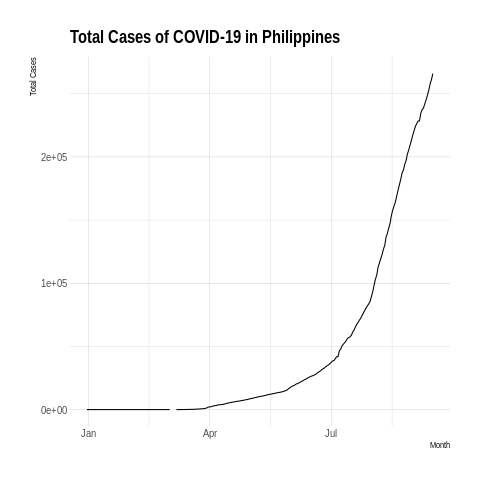 Total Cases of COVID-19 in Philippines
Total Cases
2e+05
1e+05
0e+00
Jan Apr Jul
Month